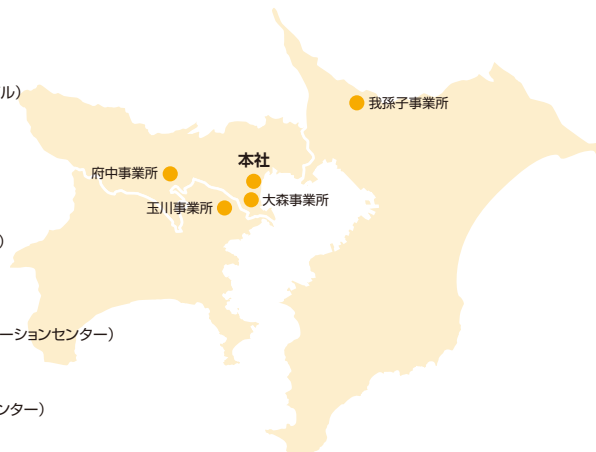 ル）
我孫子事業所
本社
府中事業所
大森事業所
玉川事業所
）
ーションセンター）
ンター）